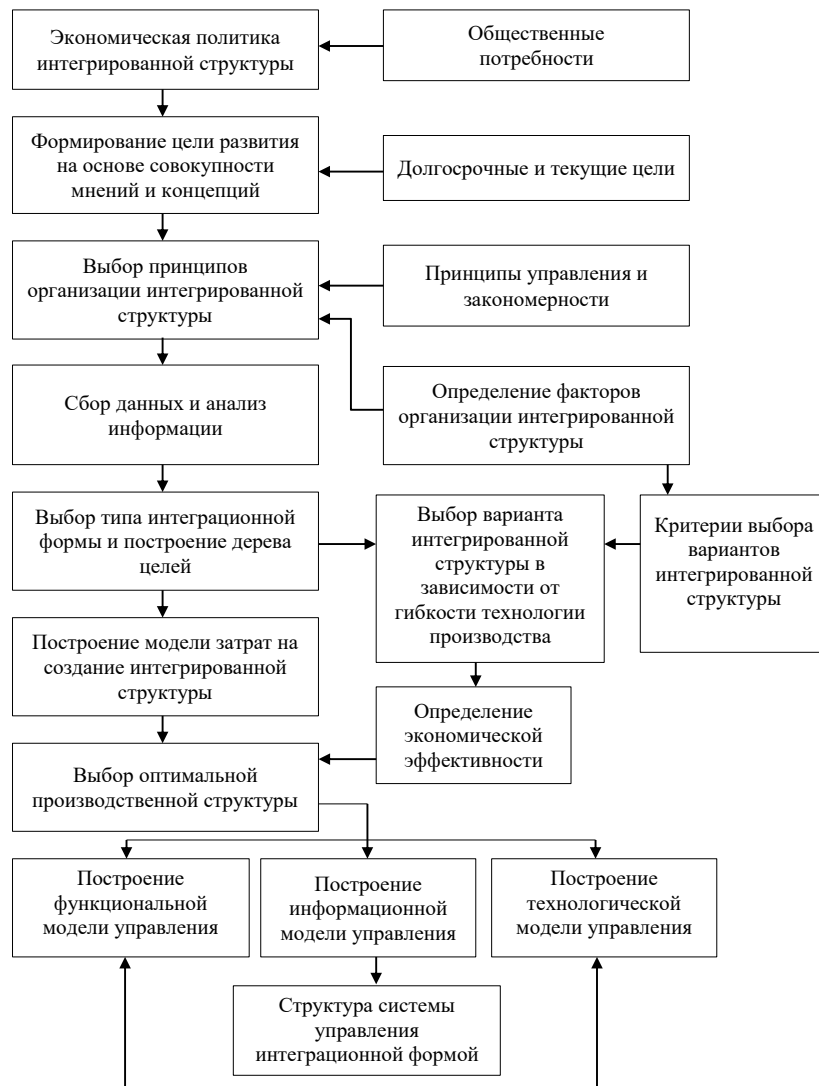 Экономическая политика
интегрированной структуры
Общественные
потребности
Формирование цели развития
на основе совокупности
мнений и концепций
Долгосрочные и текущие цели
Выбор принципов
организации интегрированной
структуры
Принципы управления и
закономерности
Сбор данных и анализ
информации
Определение факторов
организации интегрированной
структуры
Выбор типа интеграционной
формы и построение дерева
целей
Выбор варианта
интегрированной
структуры в
зависимости от
гибкости технологии
производства
Критерии выбора
вариантов
интегрированной
структуры
Построение модели затрат на
создание интегрированной
структуры
Определение
экономической
эффективности
Выбор оптимальной
производственной структуры
Построение
функциональной
модели управления
Построение
информационной
модели управления
Построение
технологической
модели управления
Структура системы
управления
интеграционной формой